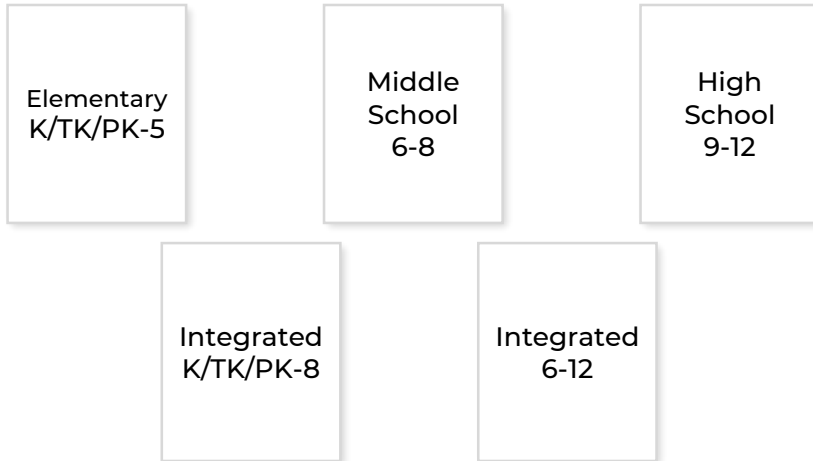 Elementary
K/TK/PK-5
Middle
School
6-8
High
School
9-12
Integrated
K/TK/PK-8
Integrated
6-12